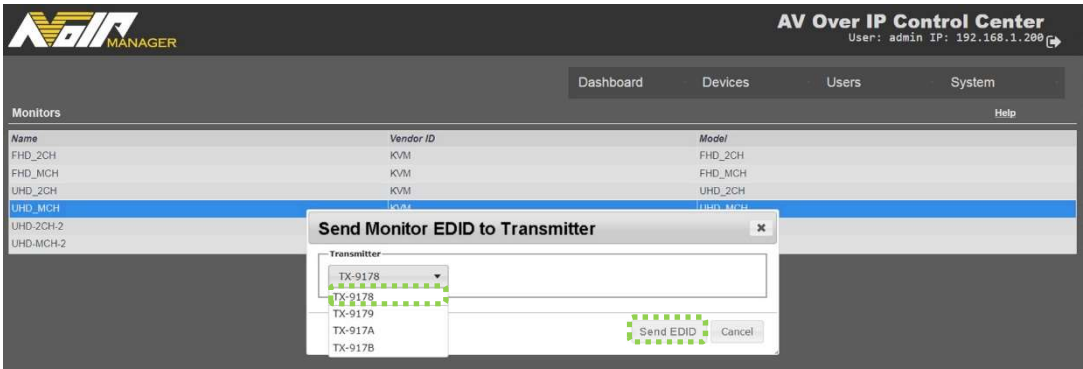 AVoIP MANAGER
AV Over IP Control Center
User: admin IP: 192.168.1.200
Dashboard Devices Users System
Monitors Help
Name Vendor ID Model
FHD_2CH KVM FHD_2CH
FHD_MCH KVM FHD_MCH
UHD_2CH KVM UHD_2CH
UHD_MCH KVM UHD_MCH
UHD-2CH-2
UHD-MCH-2
Send Monitor EDID to Transmitter
Transmitter
TX-9178
TX-9178
TX-9179
TX-917A
TX-917B
Send EDID Cancel